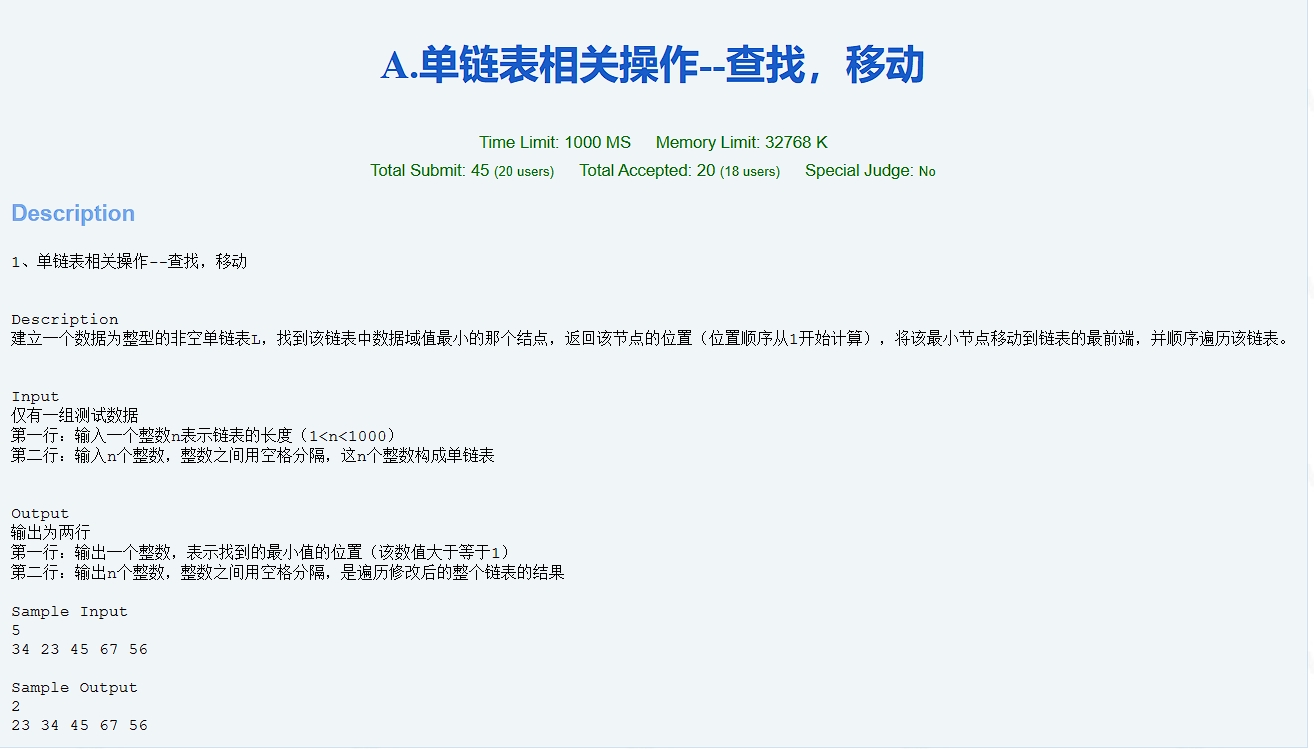 A.单链表相关操作--查找，移动
Time Limit: 1000 MS Memory Limit: 32768 K
Total Submit: 45 (20 users) Total Accepted: 20 (18 users) Special Judge: No
Description
1、单链表相关操作--查找，移动
Description
建立一个数据为整型的非空单链表L，找到该链表中数据域值最小的那个结点，返回该节点的位置（位置顺序从1开始计算），将该最小节点移动到链表的最前端，并顺序遍历该链表。
Input
仅有一组测试数据
第一行：输入一个整数n表示链表的长度（1<n<1000）
第二行：输入n个整数，整数之间用空格分隔，这n个整数构成单链表
Output
输出为两行
第一行：输出一个整数，表示找到的最小值的位置（该数值大于等于1）
第二行：输出n个整数，整数之间用空格分隔，是遍历修改后的整个链表的结果
Sample Input
5
34 23 45 67 56
Sample Output
2
23 34 45 67 56